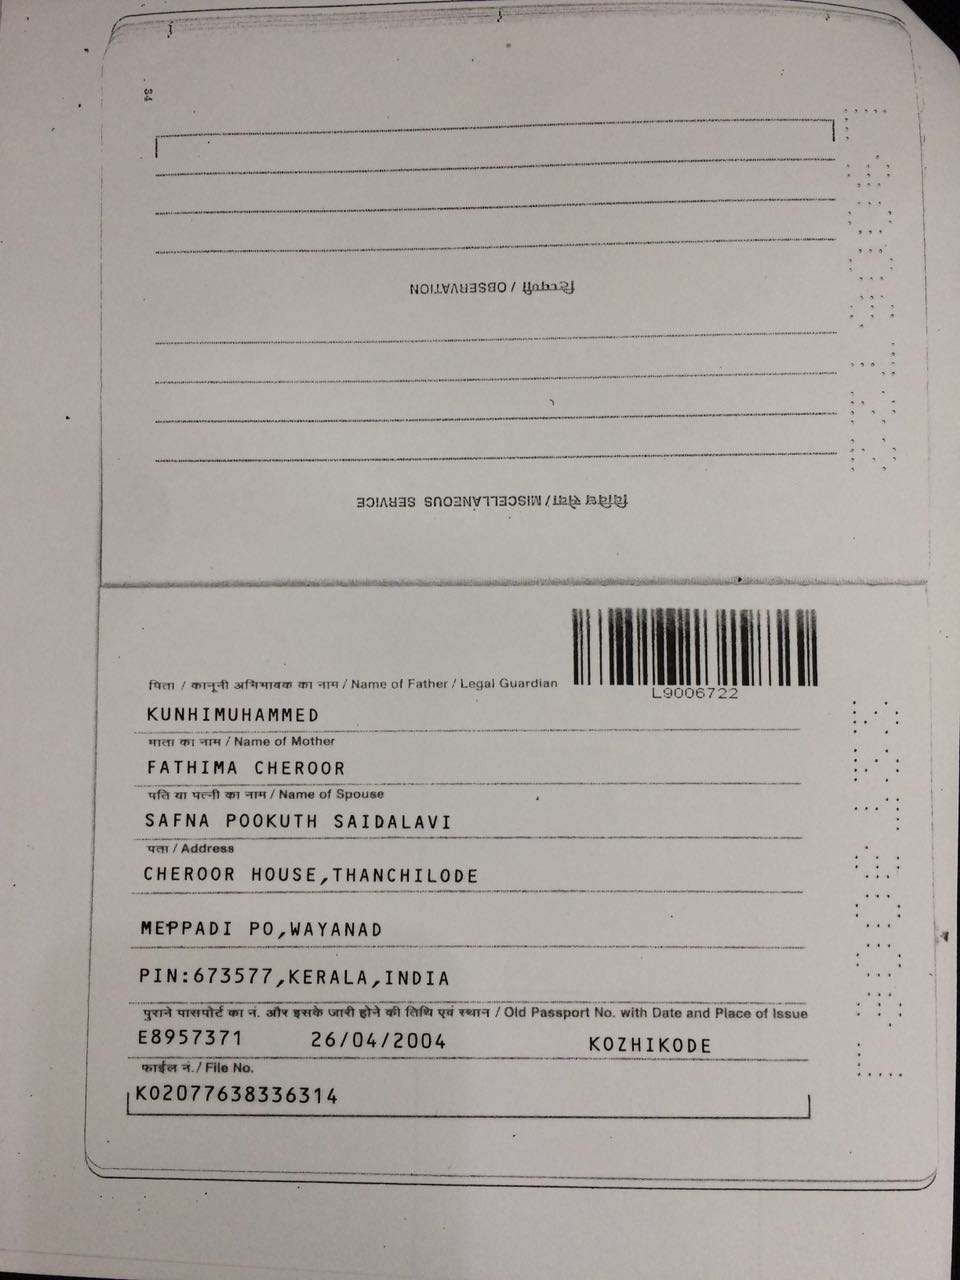 34
टिप्पणी / OBSERVATION
विविध सेवा / MISCELLANEOUS SERVICE
L9006722
पिता / कानूनी अभिभावक का नाम / Name of Father / Legal Guardian
KUNHIMUHAMMED
माता का नाम / Name of Mother
FATHIMA CHEROOR
पति या पत्नी का नाम / Name of Spouse
SAFNA POOKUTH SAIDALAVI
पता / Address
CHEROOR HOUSE,THANCHILODE
MEPPADI PO,WAYANAD
PIN:673577,KERALA,INDIA
पुराने पासपोर्ट का नं. और इसके जारी होने की तिथि एवं स्थान / Old Passport No. with Date and Place of Issue
E8957371 26/04/2004 KOZHIKODE
फाईल नं./ File No.
KO2077638336314